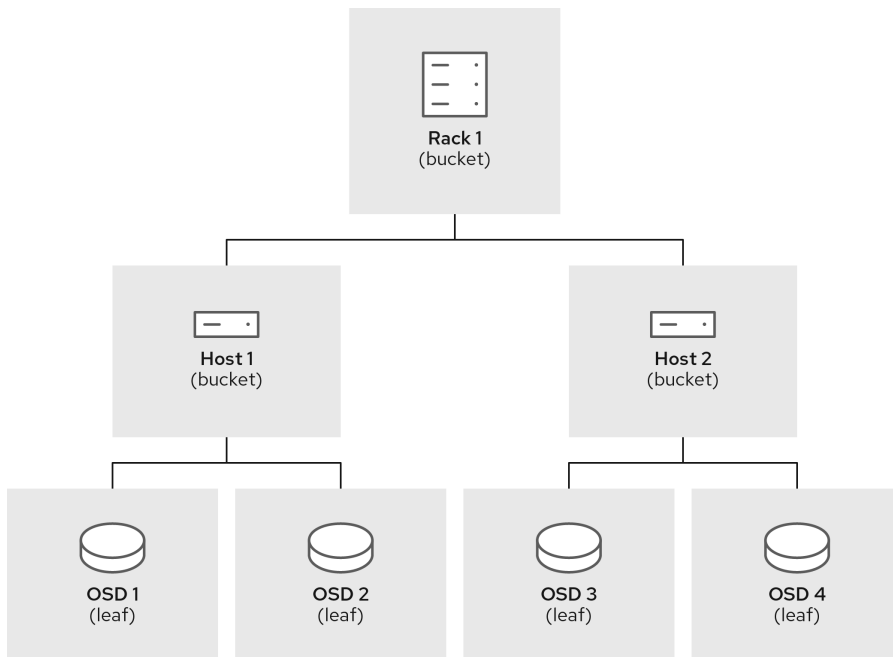 Rack 1
(bucket)
Host 1
(bucket)
Host 2
(bucket)
OSD 1
(leaf)
OSD 2
(leaf)
OSD 3
(leaf)
OSD 4
(leaf)